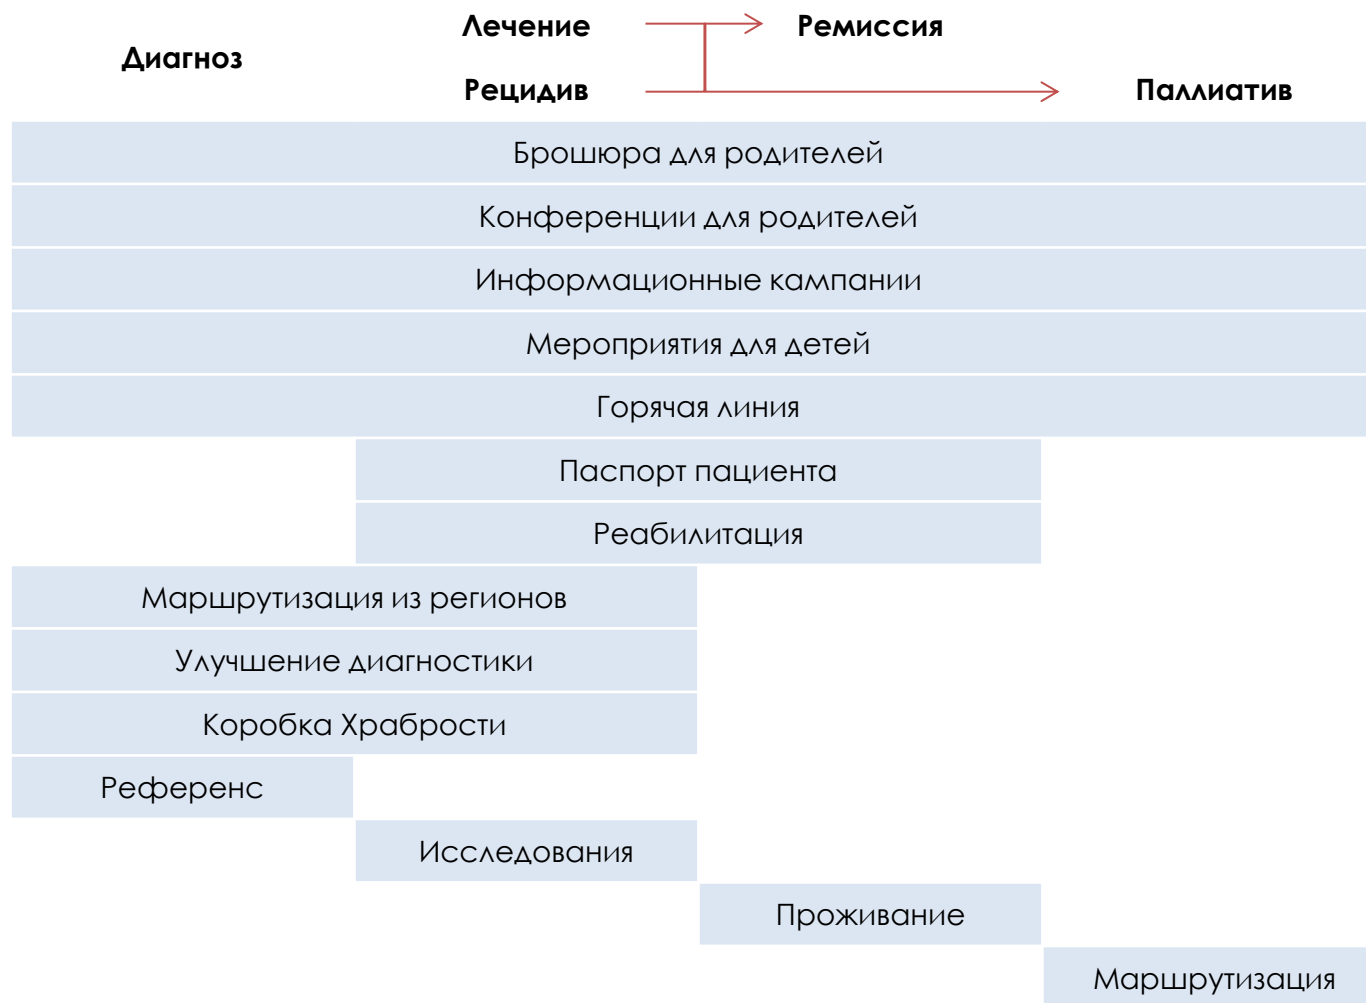 Диагноз
Лечение
Ремиссия
Рецидив
Паллиатив
Брошюра для родителей
Конференции для родителей
Информационные кампании
Мероприятия для детей
Горячая линия
Паспорт пациента
Реабилитация
Маршрутизация из регионов
Улучшение диагностики
Коробка Храбрости
Референс
Исследования
Проживание
Маршрутизация